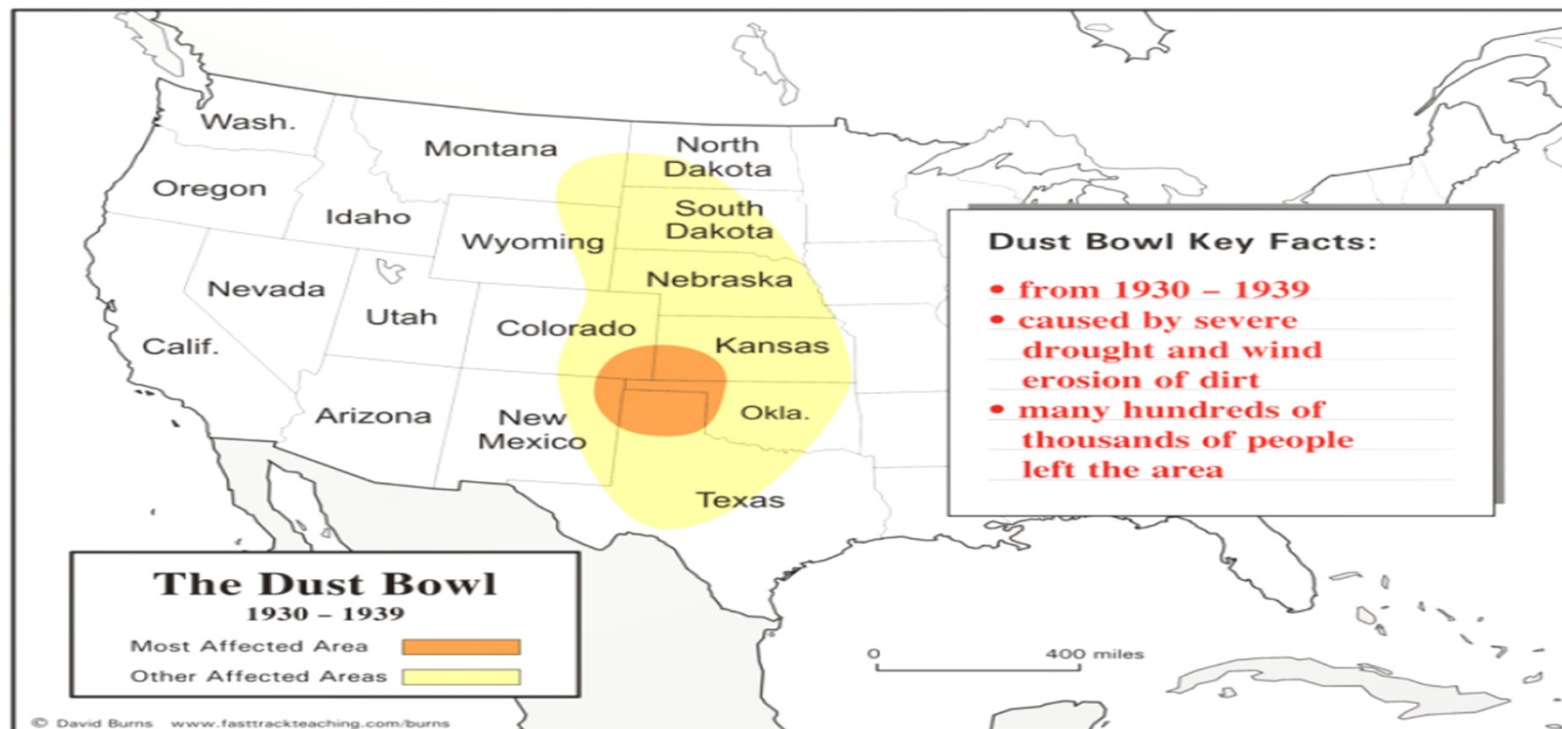 Wash.
Montana
North
Dakota
Oregon
Idaho
South
Dakota
Wyoming
Nebraska
Nevada
Utah
Colorado
Kansas
Calif.
Arizona
New
Mexico
Okla.
Texas
Dust Bowl Key Facts:
• from 1930 – 1939
• caused by severe
drought and wind
erosion of dirt
• many hundreds of
thousands of people
left the area
The Dust Bowl
1930 – 1939
Most Affected Area
Other Affected Areas
0 400 miles
© David Burns www.fasttrackteaching.com/burns